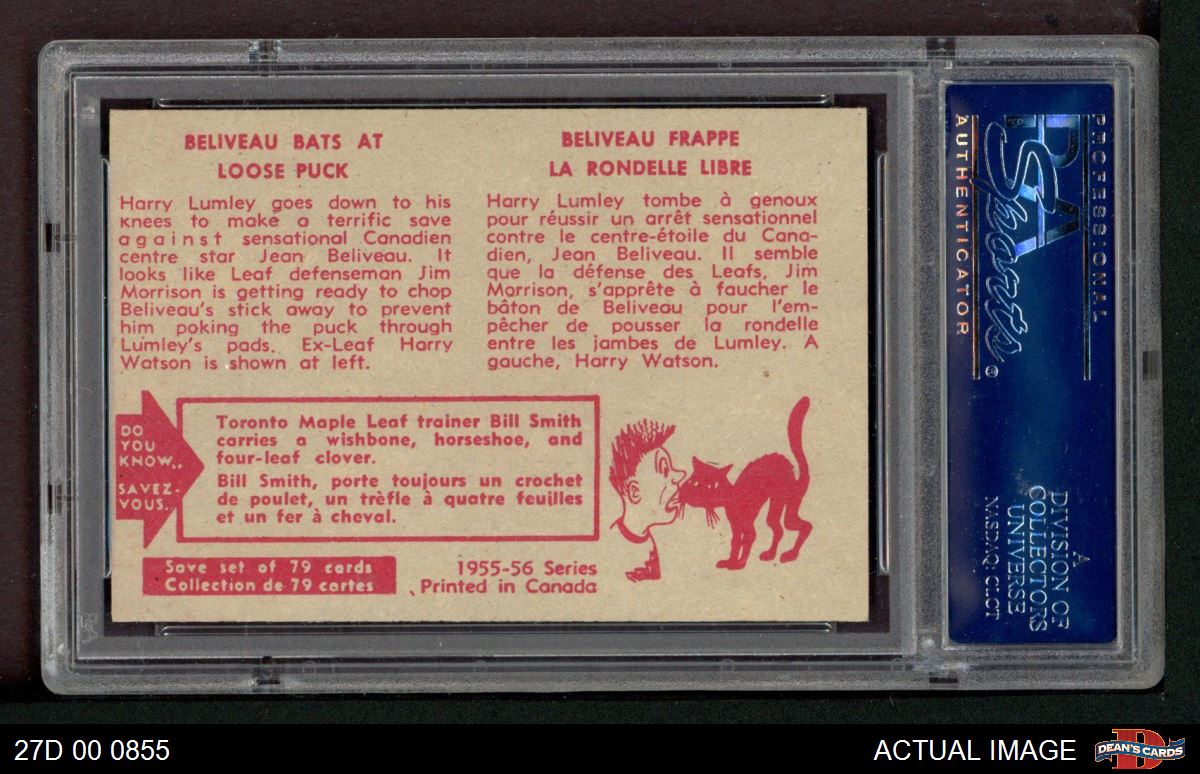 BELIVEAU BATS AT
LOOSE PUCK
Harry Lumley goes down to his
knees to make a terrific save
against sensational Canadien
centre star Jean Beliveau. It
looks like Leaf defenseman Jim
Morrison is getting ready to chop
Beliveau's stick away to prevent
him poking the puck through
Lumley's pads. Ex-Leaf Harry
Watson is shown at left.
BELIVEAU FRAPPE
LA RONDELLE LIBRE
Harry Lumley tombe à genoux
pour réussir un arrêt sensationnel
contre le centre-étoile du Cana-
dien, Jean Beliveau. Il semble
que la défense des Leafs, Jim
Morrison, s'apprête à faucher le
bâton de Beliveau pour l'em-
pêcher de pousser la rondelle
entre les jambes de Lumley. A
gauche, Harry Watson.
DO
YOU
KNOW..
SAVEZ-
VOUS..
Toronto Maple Leaf trainer Bill Smith
carries a wishbone, horseshoe, and
four-leaf clover.
Bill Smith, porte toujours un crochet
de poulet, un trèfle à quatre feuilles
et un fer à cheval.
Save set of 79 cards
Collection de 79 cartes
1955-56 Series
Printed in Canada
PROFESSIONAL
PSA
Sports
®
AUTHENTICATOR
A
DIVISION OF
COLLECTORS
UNIVERSE
NASDAQ: CLCT
27D 00 0855
ACTUAL IMAGE
DEAN'S CARDS